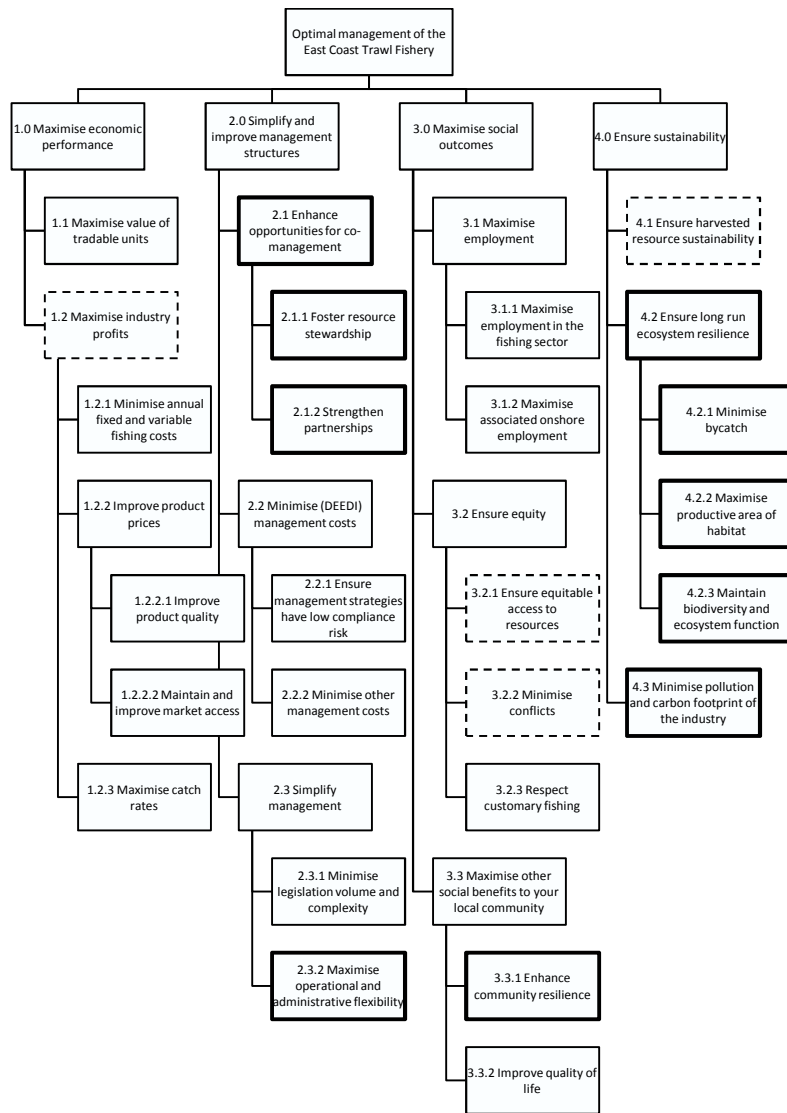 Optimal management of the
East Coast Trawl Fishery
1.0 Maximise economic
performance
2.0 Simplify and
improve management
structures
3.0 Maximise social
outcomes
4.0 Ensure sustainability
1.1 Maximise value of
tradable units
1.2 Maximise industry
profits
1.2.1 Minimise annual
fixed and variable
fishing costs
1.2.2 Improve product
prices
1.2.2.1 Improve
product quality
1.2.2.2 Maintain and
improve market access
1.2.3 Maximise catch
rates
2.1 Enhance
opportunities for co-
management
2.1.1 Foster resource
stewardship
2.1.2 Strengthen
partnerships
2.2 Minimise (DEEDI)
management costs
2.2.1 Ensure
management strategies
have low compliance
risk
2.2.2 Minimise other
management costs
2.3 Simplify
management
2.3.1 Minimise
legislation volume and
complexity
2.3.2 Maximise
operational and
administrative flexibility
3.1 Maximise
employment
3.1.1 Maximise
employment in the
fishing sector
3.1.2 Maximise
associated onshore
employment
3.2 Ensure equity
3.2.1 Ensure equitable
access to
resources
3.2.2 Minimise
conflicts
3.2.3 Respect
customary fishing
3.3 Maximise other
social benefits to your
local community
3.3.1 Enhance
community resilience
3.3.2 Improve quality of
life
4.1 Ensure harvested
resource sustainability
4.2 Ensure long run
ecosystem resilience
4.2.1 Minimise
bycatch
4.2.2 Maximise
productive area of
habitat
4.2.3 Maintain
biodiversity and
ecosystem function
4.3 Minimise pollution
and carbon footprint of
the industry